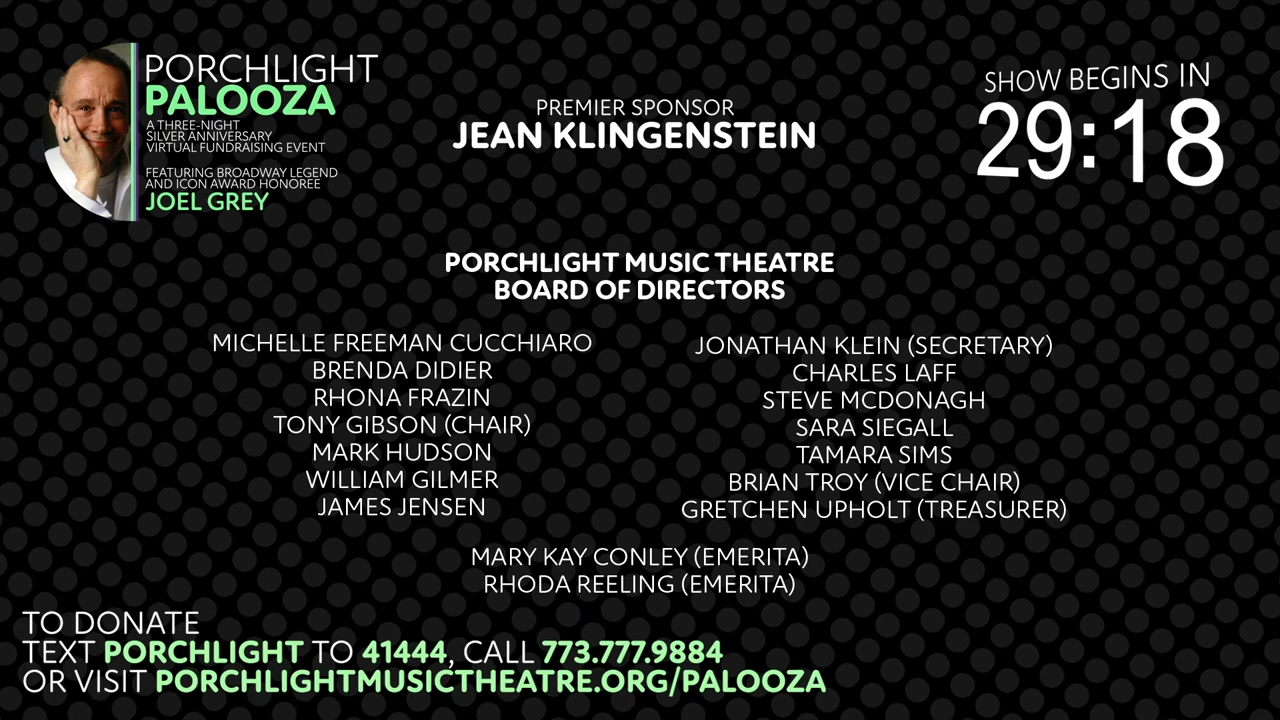 PORCHLIGHT
PALOOZA
A THREE-NIGHT
SILVER ANNIVERSARY
VIRTUAL FUNDRAISING EVENT
FEATURING BROADWAY LEGEND
AND ICON AWARD HONOREE
JOEL GREY
PREMIER SPONSOR
JEAN KLINGENSTEIN
SHOW BEGINS IN
29:18
PORCHLIGHT MUSIC THEATRE
BOARD OF DIRECTORS
MICHELLE FREEMAN CUCCHIARO
BRENDA DIDIER
RHONA FRAZIN
TONY GIBSON (CHAIR)
MARK HUDSON
WILLIAM GILMER
JAMES JENSEN
JONATHAN KLEIN (SECRETARY)
CHARLES LAFF
STEVE MCDONAGH
SARA SIEGALL
TAMARA SIMS
BRIAN TROY (VICE CHAIR)
GRETCHEN UPHOLT (TREASURER)
MARY KAY CONLEY (EMERITA)
RHODA REELING (EMERITA)
TO DONATE
TEXT PORCHLIGHT TO 41444, CALL 773.777.9884
OR VISIT PORCHLIGHTMUSICTHEATRE.ORG/PALOOZA